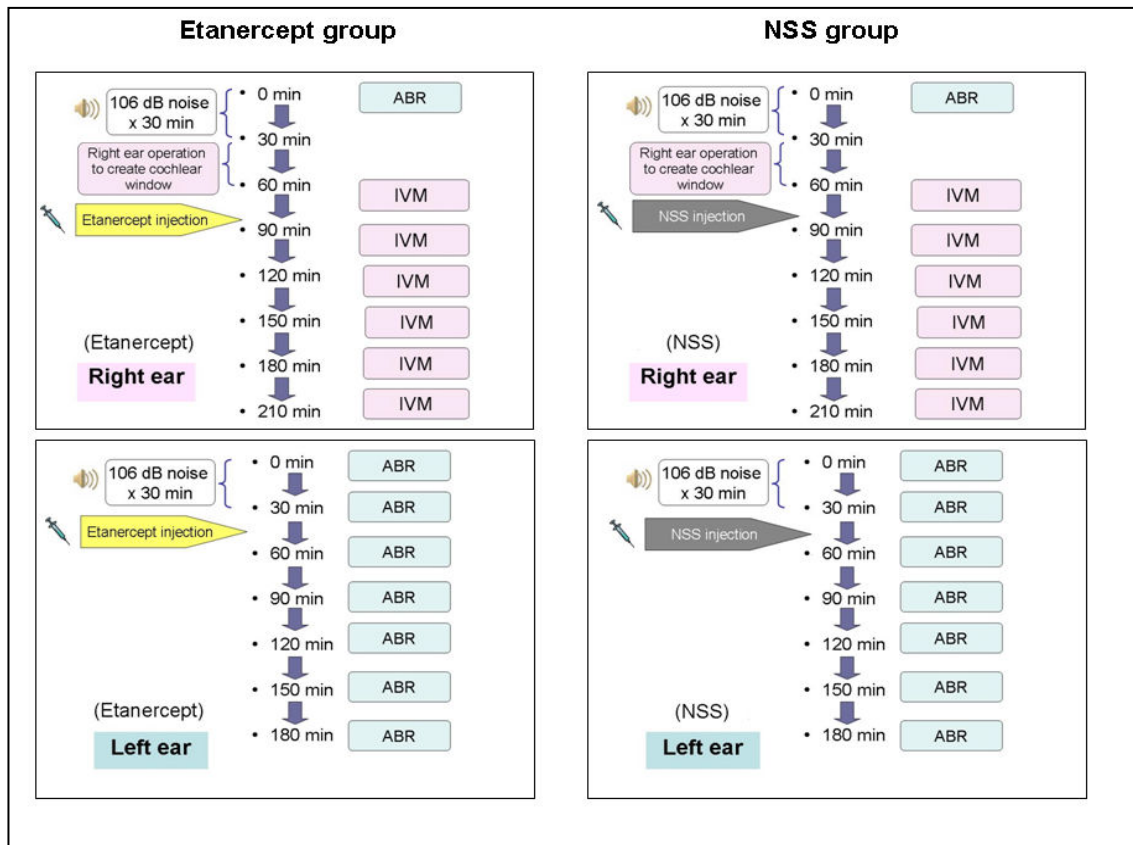 Etanercept group
NSS group
106 dB noise
x 30 min
Right ear operation
to create cochlear
window
Etanercept injection
• 0 min
• 30 min
• 60 min
• 90 min
• 120 min
• 150 min
• 180 min
• 210 min
ABR
IVM
IVM
IVM
IVM
IVM
IVM
(Etanercept)
Right ear
106 dB noise
x 30 min
Right ear operation
to create cochlear
window
NSS injection
• 0 min
• 30 min
• 60 min
• 90 min
• 120 min
• 150 min
• 180 min
• 210 min
ABR
IVM
IVM
IVM
IVM
IVM
IVM
(NSS)
Right ear
106 dB noise
x 30 min
Etanercept injection
• 0 min
• 30 min
• 60 min
• 90 min
• 120 min
• 150 min
• 180 min
ABR
ABR
ABR
ABR
ABR
ABR
ABR
(Etanercept)
Left ear
106 dB noise
x 30 min
NSS injection
• 0 min
• 30 min
• 60 min
• 90 min
• 120 min
• 150 min
• 180 min
ABR
ABR
ABR
ABR
ABR
ABR
ABR
(NSS)
Left ear